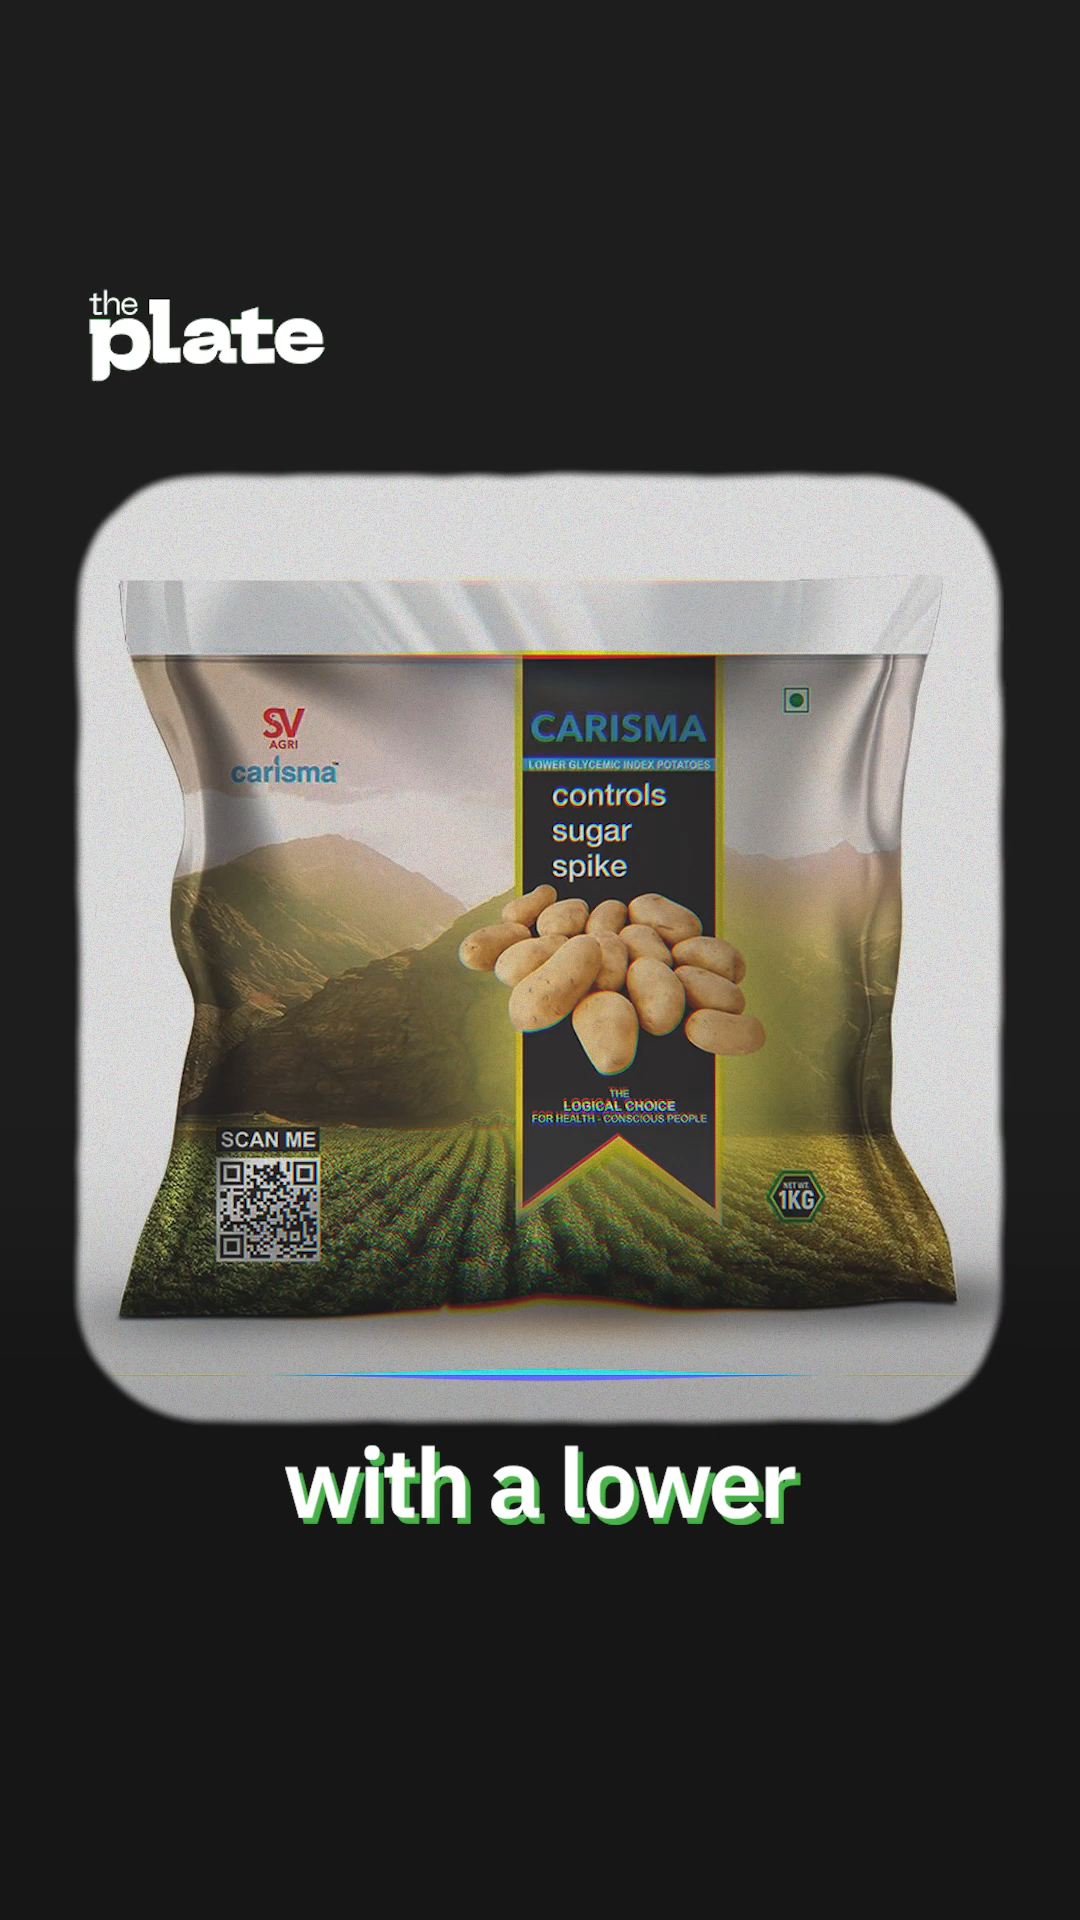 the
plate
SV
AGRI
carisma™
CARISMA
LOWER GLYCEMIC INDEX POTATOES
controls
sugar
spike
THE
LOGICAL CHOICE
FOR HEALTH - CONSCIOUS PEOPLE
SCAN ME
NET WT.
1KG
with a lower